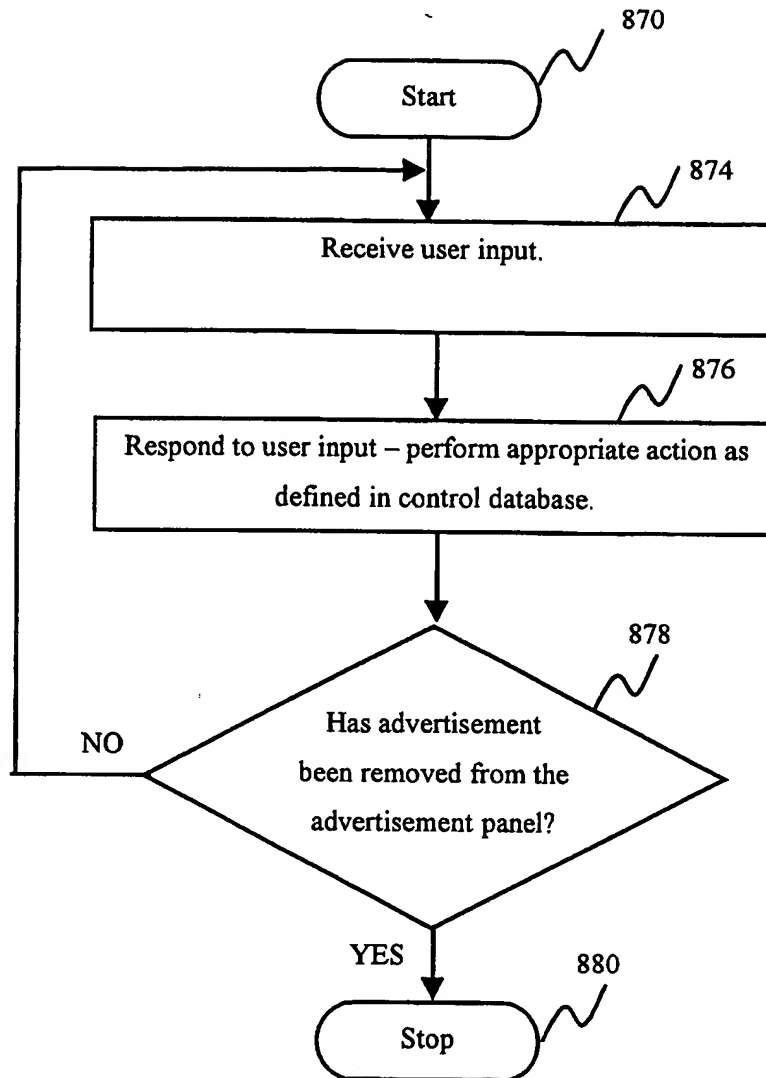 870
Start
874
Receive user input.
876
Respond to user input – perform appropriate action as
defined in control database.
878
Has advertisement
been removed from the
advertisement panel?
NO
YES
880
Stop